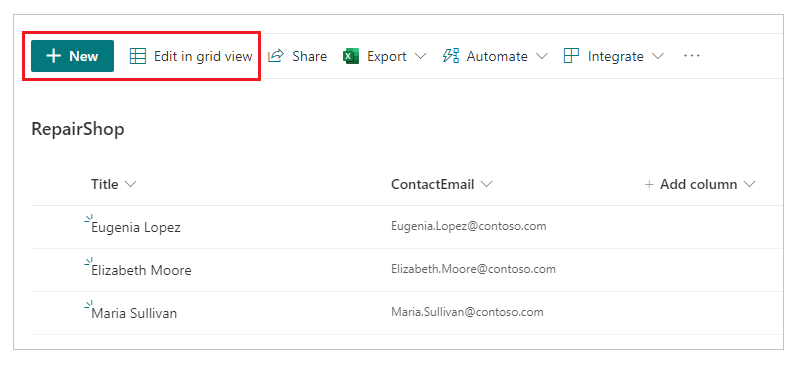 + New Edit in grid view Share Export Automate Integrate ...
RepairShop
Title ContactEmail + Add column
Eugenia Lopez Eugenia.Lopez@contoso.com
Elizabeth Moore Elizabeth.Moore@contoso.com
Maria Sullivan Maria.Sullivan@contoso.com